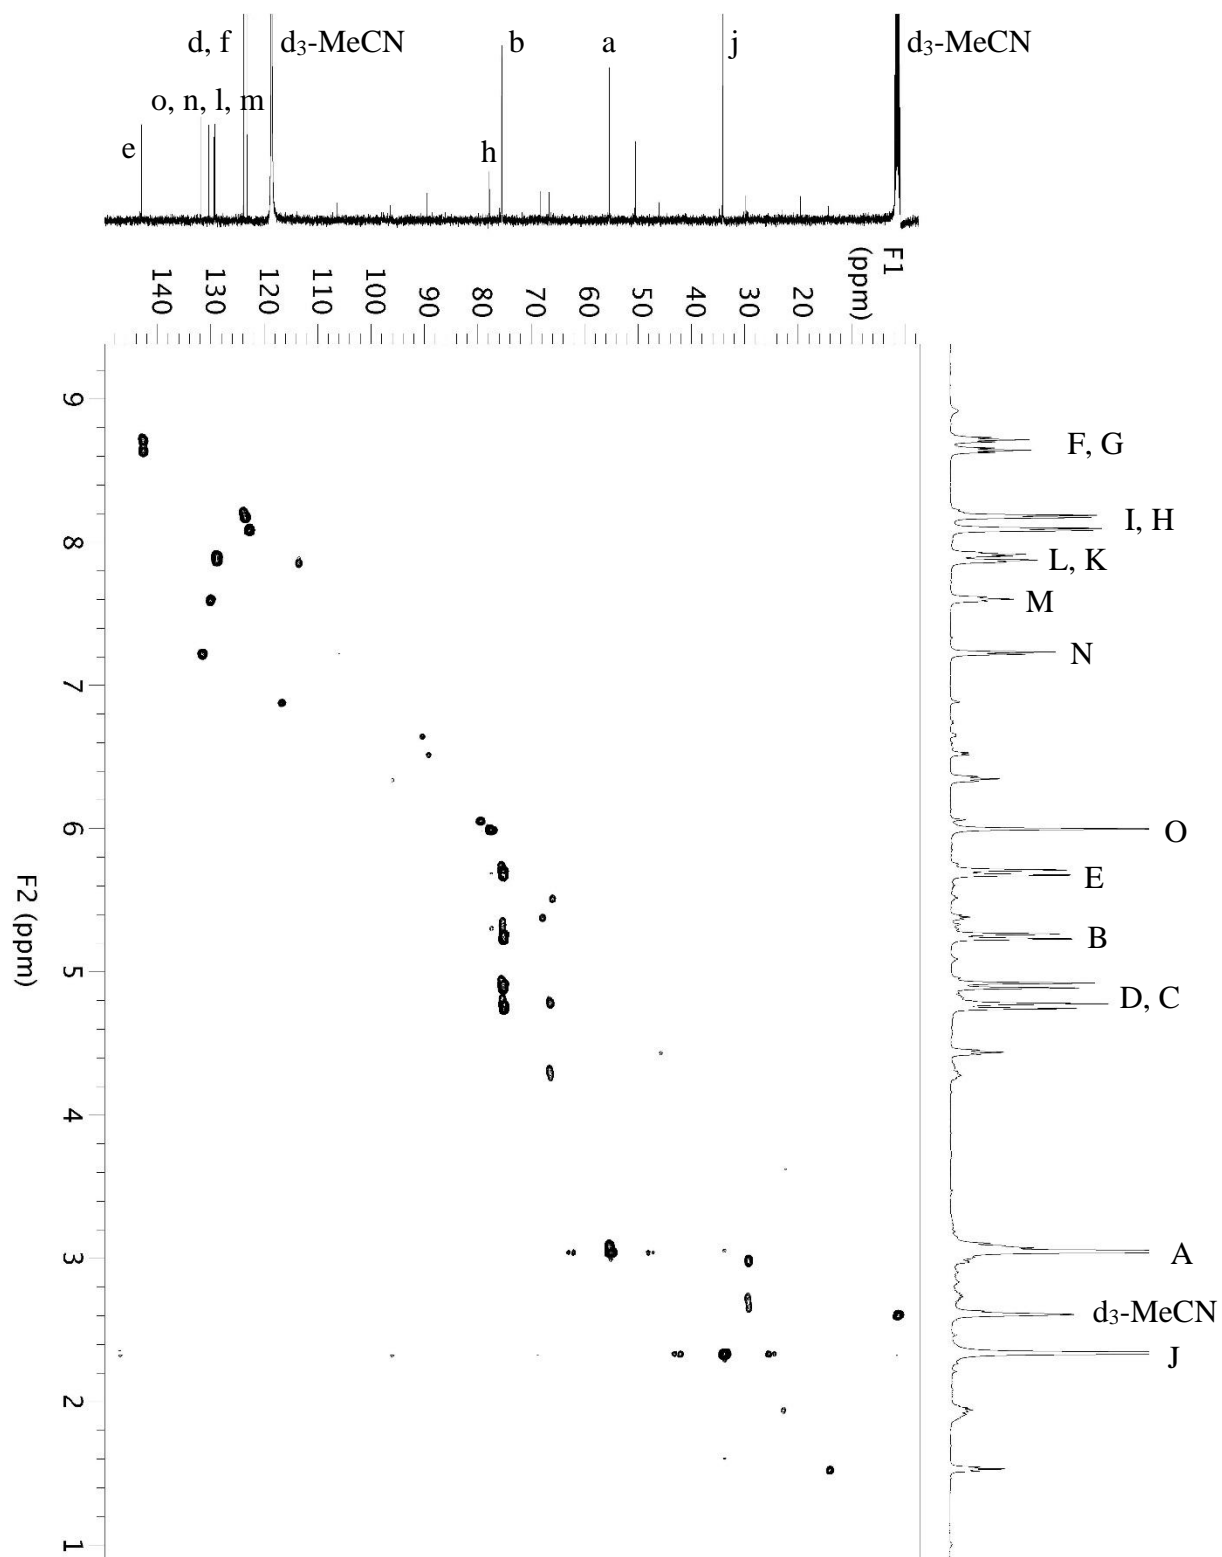 d, f
d₃-MeCN
b
a
j
d₃-MeCN
o, n, l, m
e
h
F1
(ppm)
140
130
120
110
100
90
80
70
60
50
40
30
20
9
8
7
6
5
4
3
2
1
F2 (ppm)
F, G
I, H
L, K
M
N
O
E
B
D, C
A
d₃-MeCN
J